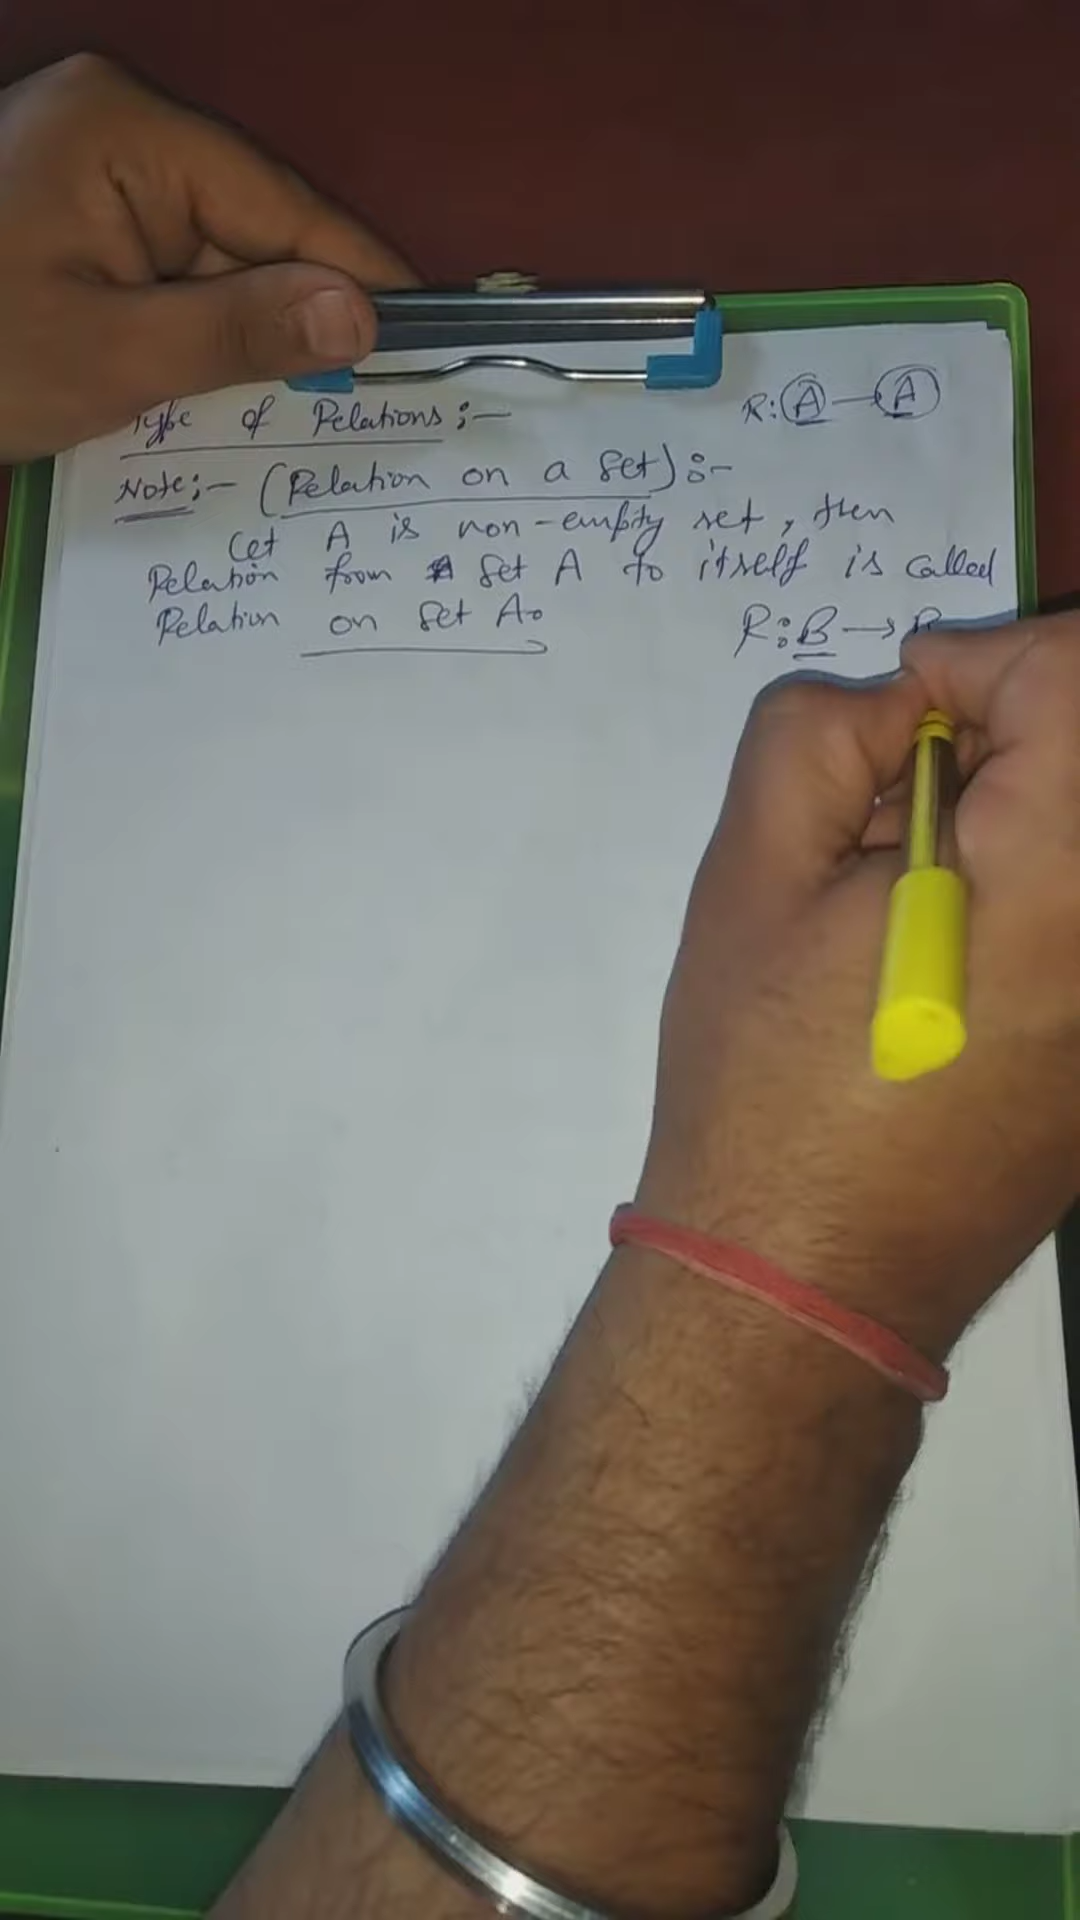 Type of Relations :-
R: A → A
Note :- (Relation on a set) :-
Let A is non-empty set, then
Relation from set A to itself is called
Relation on set A.
R: B →